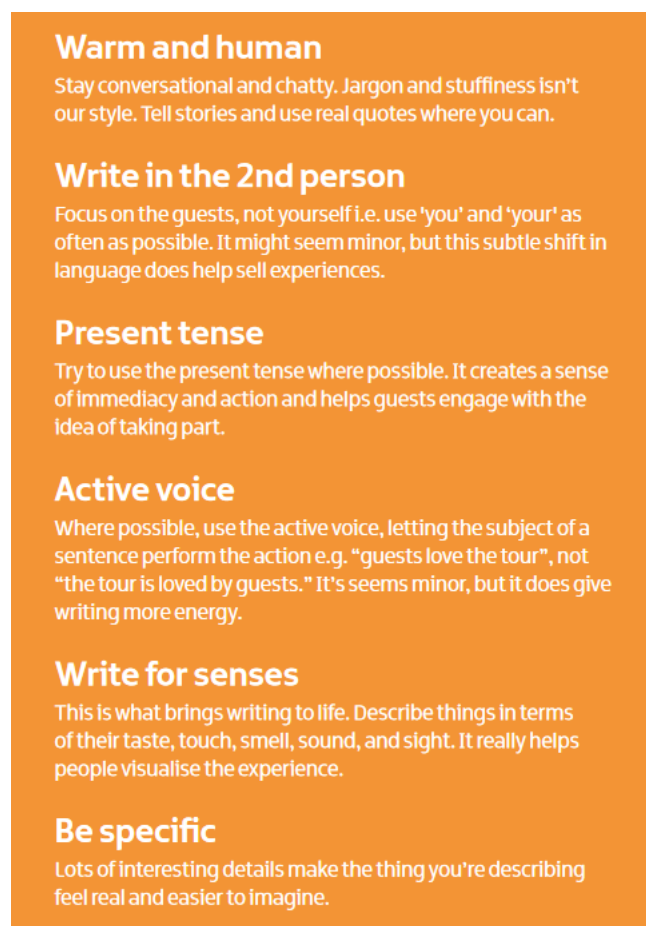 Warm and human
Stay conversational and chatty. Jargon and stuffiness isn't
our style. Tell stories and use real quotes where you can.
Write in the 2nd person
Focus on the guests, not yourself i.e. use 'you' and ‘your' as
often as possible. It might seem minor, but this subtle shift in
language does help sell experiences.
Present tense
Try to use the present tense where possible. It creates a sense
of immediacy and action and helps guests engage with the
idea of taking part.
Active voice
Where possible, use the active voice, letting the subject of a
sentence perform the action e.g. “guests love the tour”, not
“the tour is loved by guests.” It's seems minor, but it does give
writing more energy.
Write for senses
This is what brings writing to life. Describe things in terms
of their taste, touch, smell, sound, and sight. It really helps
people visualise the experience.
Be specific
Lots of interesting details make the thing you're describing
feel real and easier to imagine.